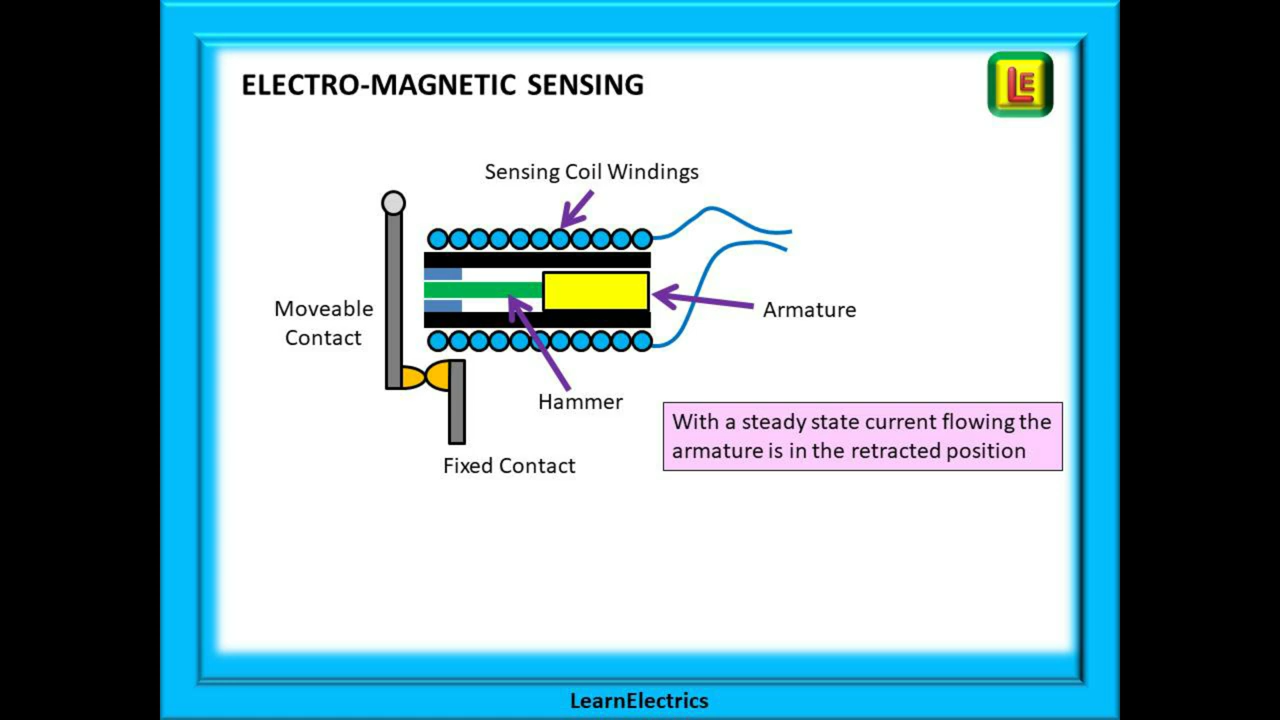 ELECTRO-MAGNETIC SENSING
LE
Sensing Coil Windings
Moveable
Contact
Armature
Hammer
With a steady state current flowing the
armature is in the retracted position
Fixed Contact
LearnElectrics